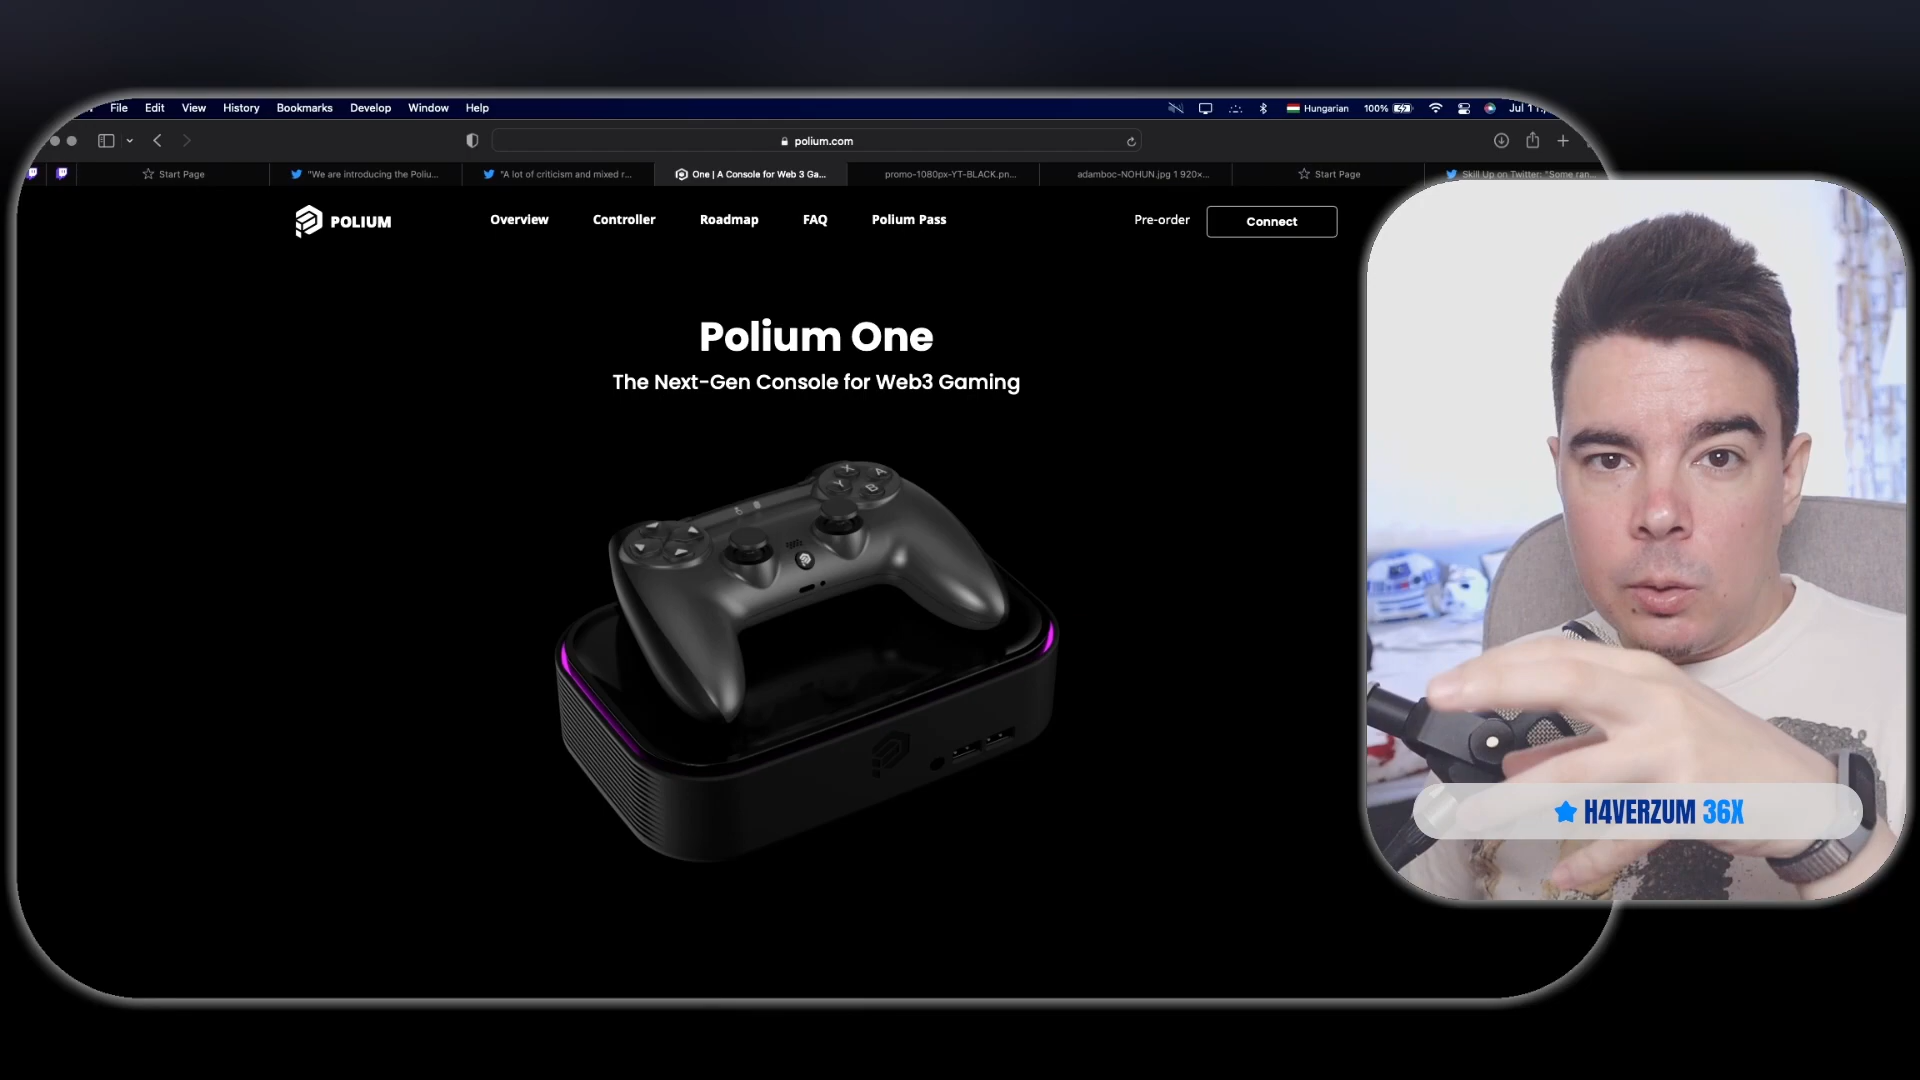 File Edit View History Bookmarks Develop Window Help Hungarian 100%
polium.com
Start Page "We are introducing the Poliu... "A lot of criticism and mixed r... One | A Console for Web 3 Ga... promo-1080px-YT-BLACK.pn... adamboc-NOHUN.jpg 1 920×... Start Page Skill Up on Twitter: "Some ran...
POLIUM Overview Controller Roadmap FAQ Polium Pass Pre-order Connect
Polium One
The Next-Gen Console for Web3 Gaming
X A
Y B
H4VERZUM 36X